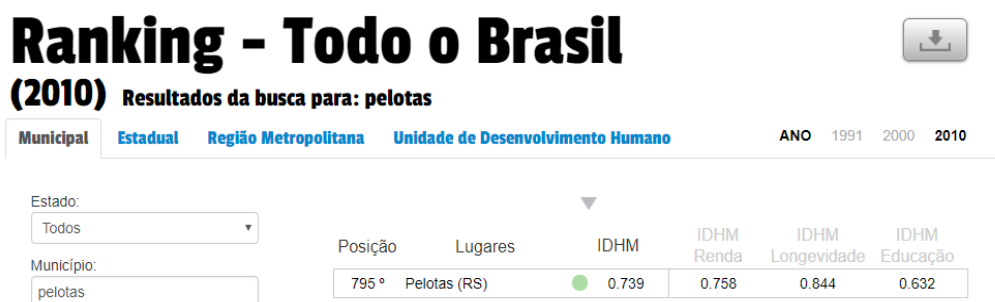 Ranking - Todo o Brasil
(2010) Resultados da busca para: pelotas
Municipal Estadual Região Metropolitana Unidade de Desenvolvimento Humano ANO 1991 2000 2010
Estado:
Todos
Município:
pelotas
Posição Lugares IDHM IDHM Renda IDHM Longevidade IDHM Educação
795 º Pelotas (RS) 0.739 0.758 0.844 0.632